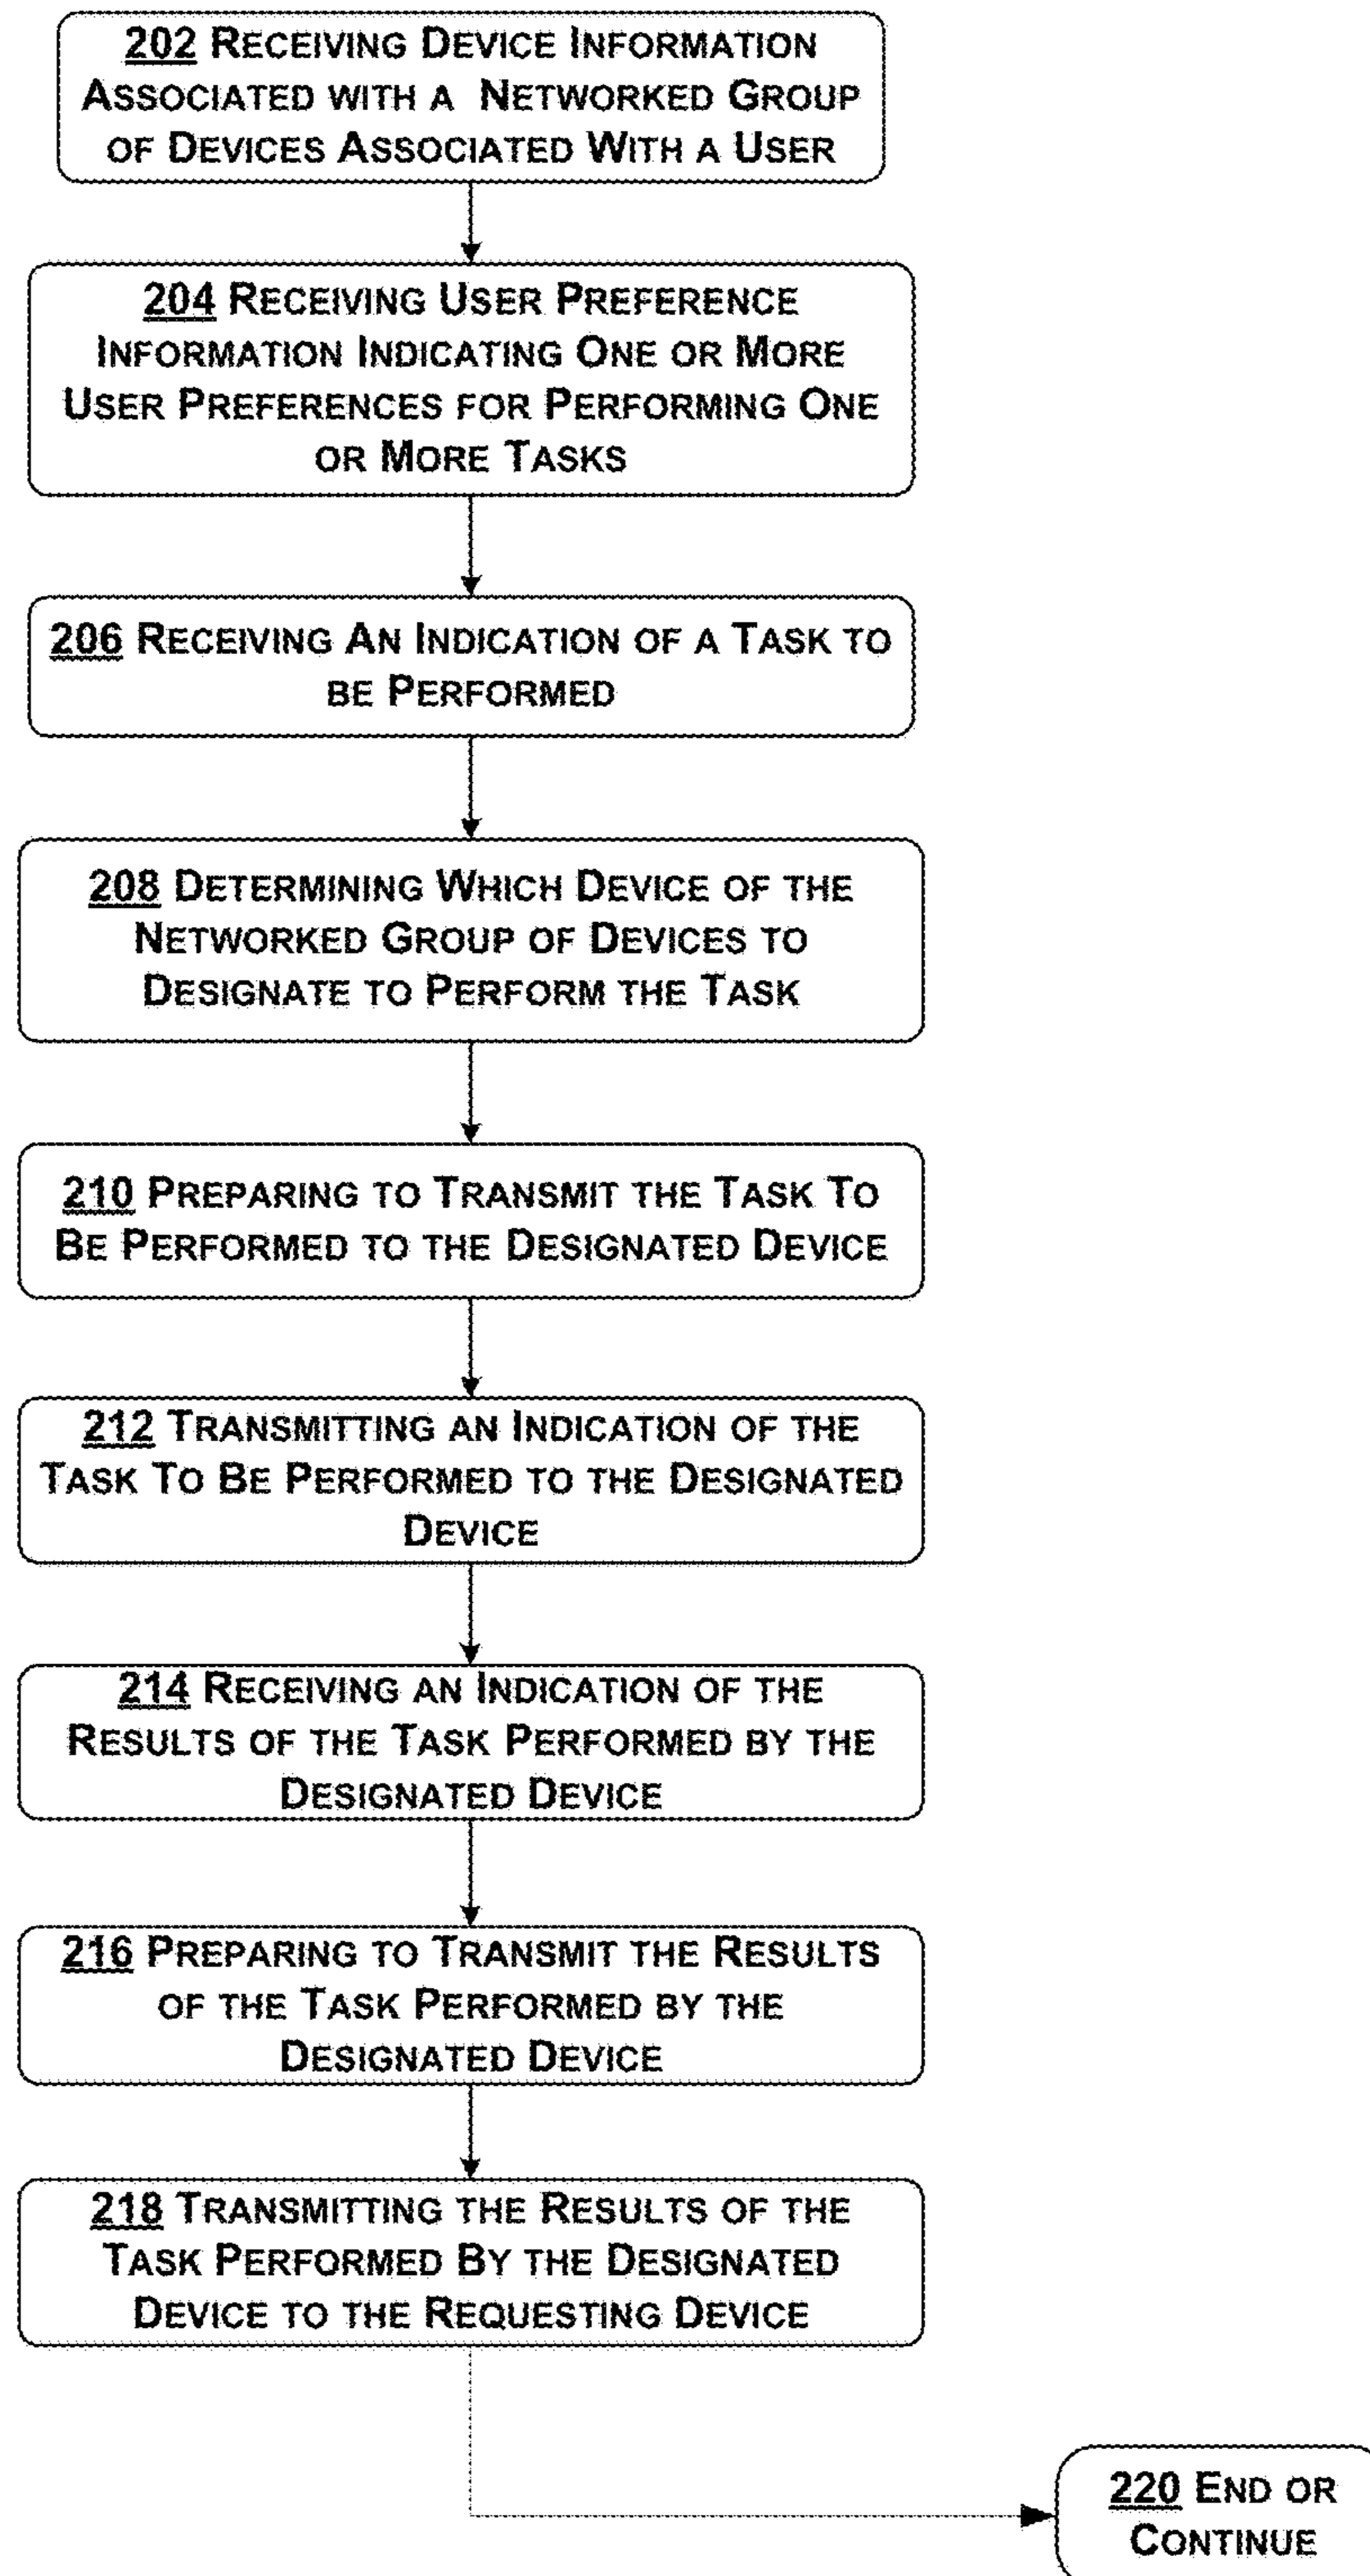 202 Receiving Device Information
Associated with a Networked Group
of Devices Associated With a User
204 Receiving User Preference
Information Indicating One or More
User Preferences for Performing One
or More Tasks
206 Receiving An Indication of a Task to
be Performed
208 Determining Which Device of the
Networked Group of Devices to
Designate to Perform the Task
210 Preparing to Transmit the Task To
Be Performed to the Designated Device
212 Transmitting an Indication of the
Task To Be Performed to the Designated
Device
214 Receiving an Indication of the
Results of the Task Performed by the
Designated Device
216 Preparing to Transmit the Results
of the Task Performed by the
Designated Device
218 Transmitting the Results of the
Task Performed By the Designated
Device to the Requesting Device
220 End or
Continue